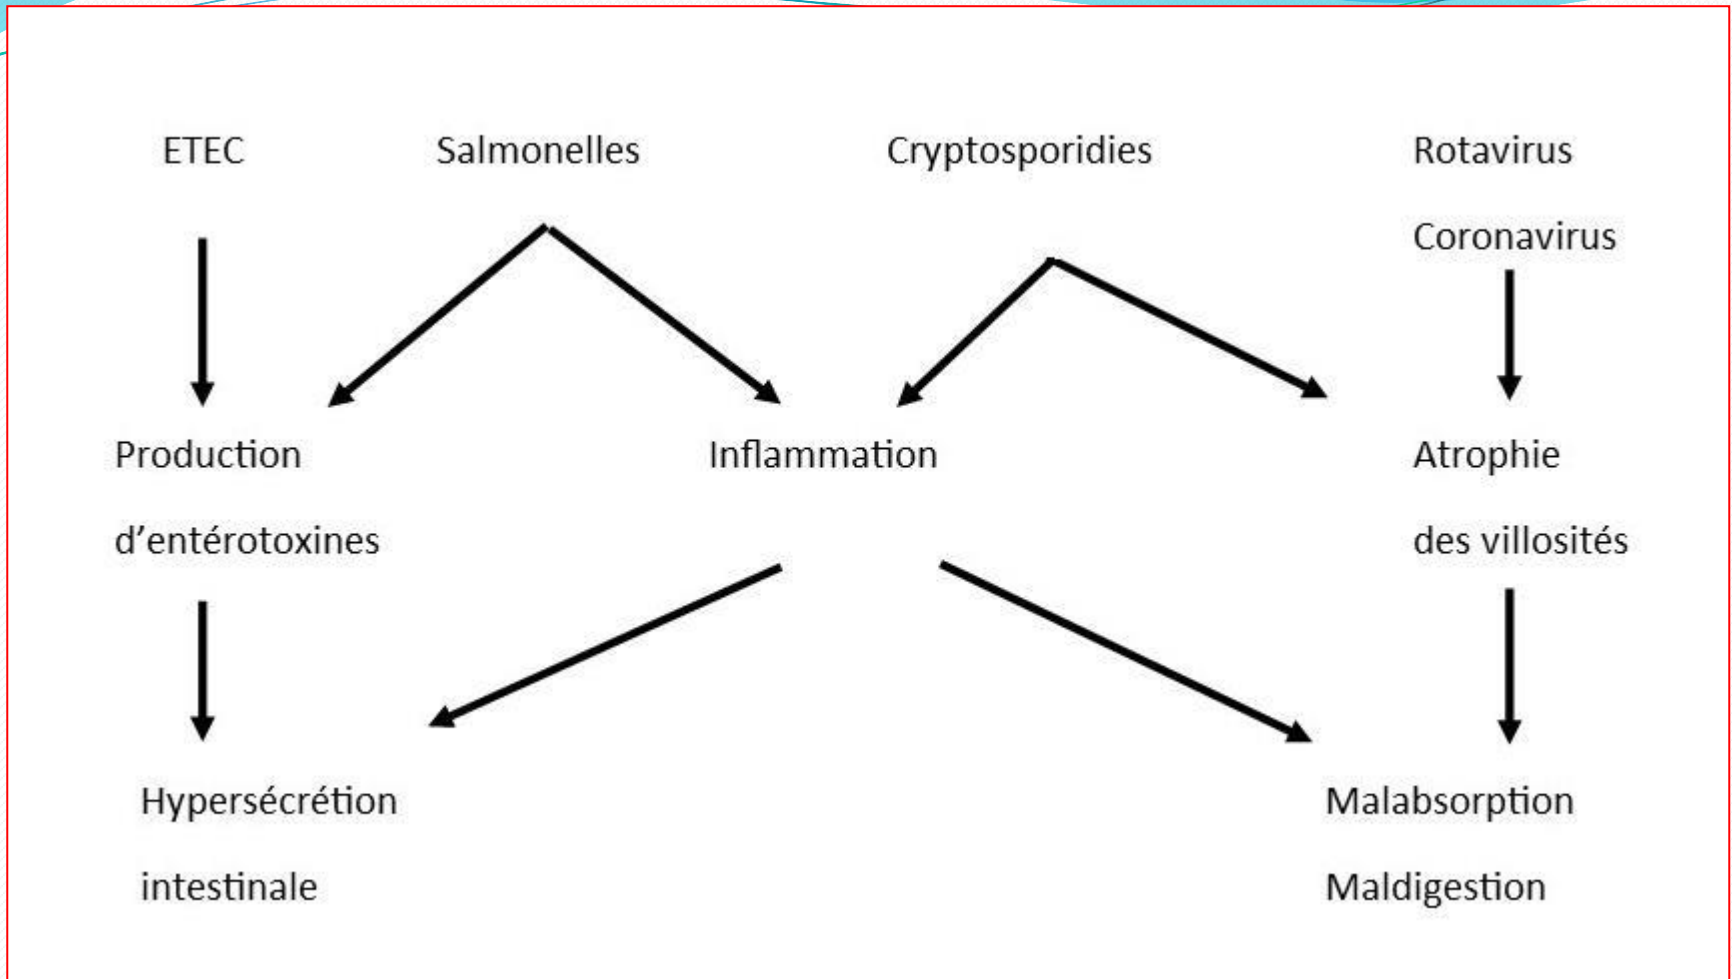 ETEC
Salmonelles
Cryptosporidies
Rotavirus
Coronavirus
Production
d’entérotoxines
Inflammation
Atrophie
des villosités
Hypersécrétion
intestinale
Malabsorption
Maldigestion